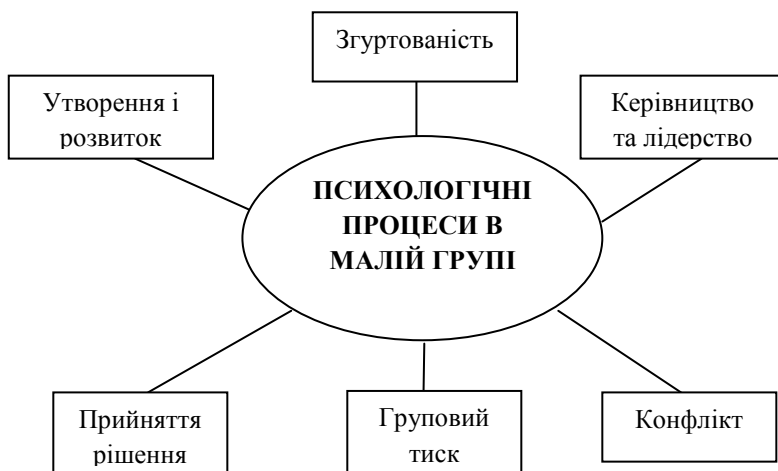 Згуртованість
Утворення і
розвиток
Керівництво
та лідерство
ПСИХОЛОГІЧНІ
ПРОЦЕСИ В
МАЛІЙ ГРУПІ
Прийняття
рішення
Груповий
тиск
Конфлікт